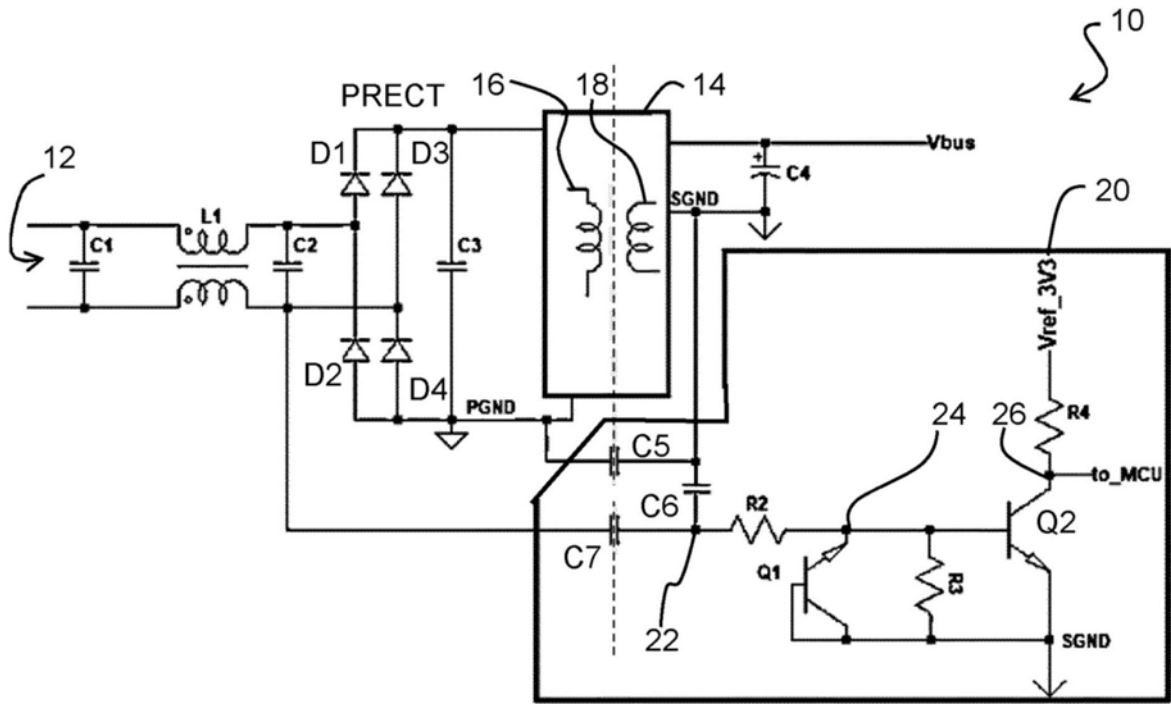 10
PRECT
16
18
14
12
D1
D3
Vbus
C4
SGND
20
L1
C1
C2
C3
Vref_3V3
D2
D4
PGND
R4
24
26
C5
to_MCU
C6
R2
Q2
C7
Q1
R3
22
SGND